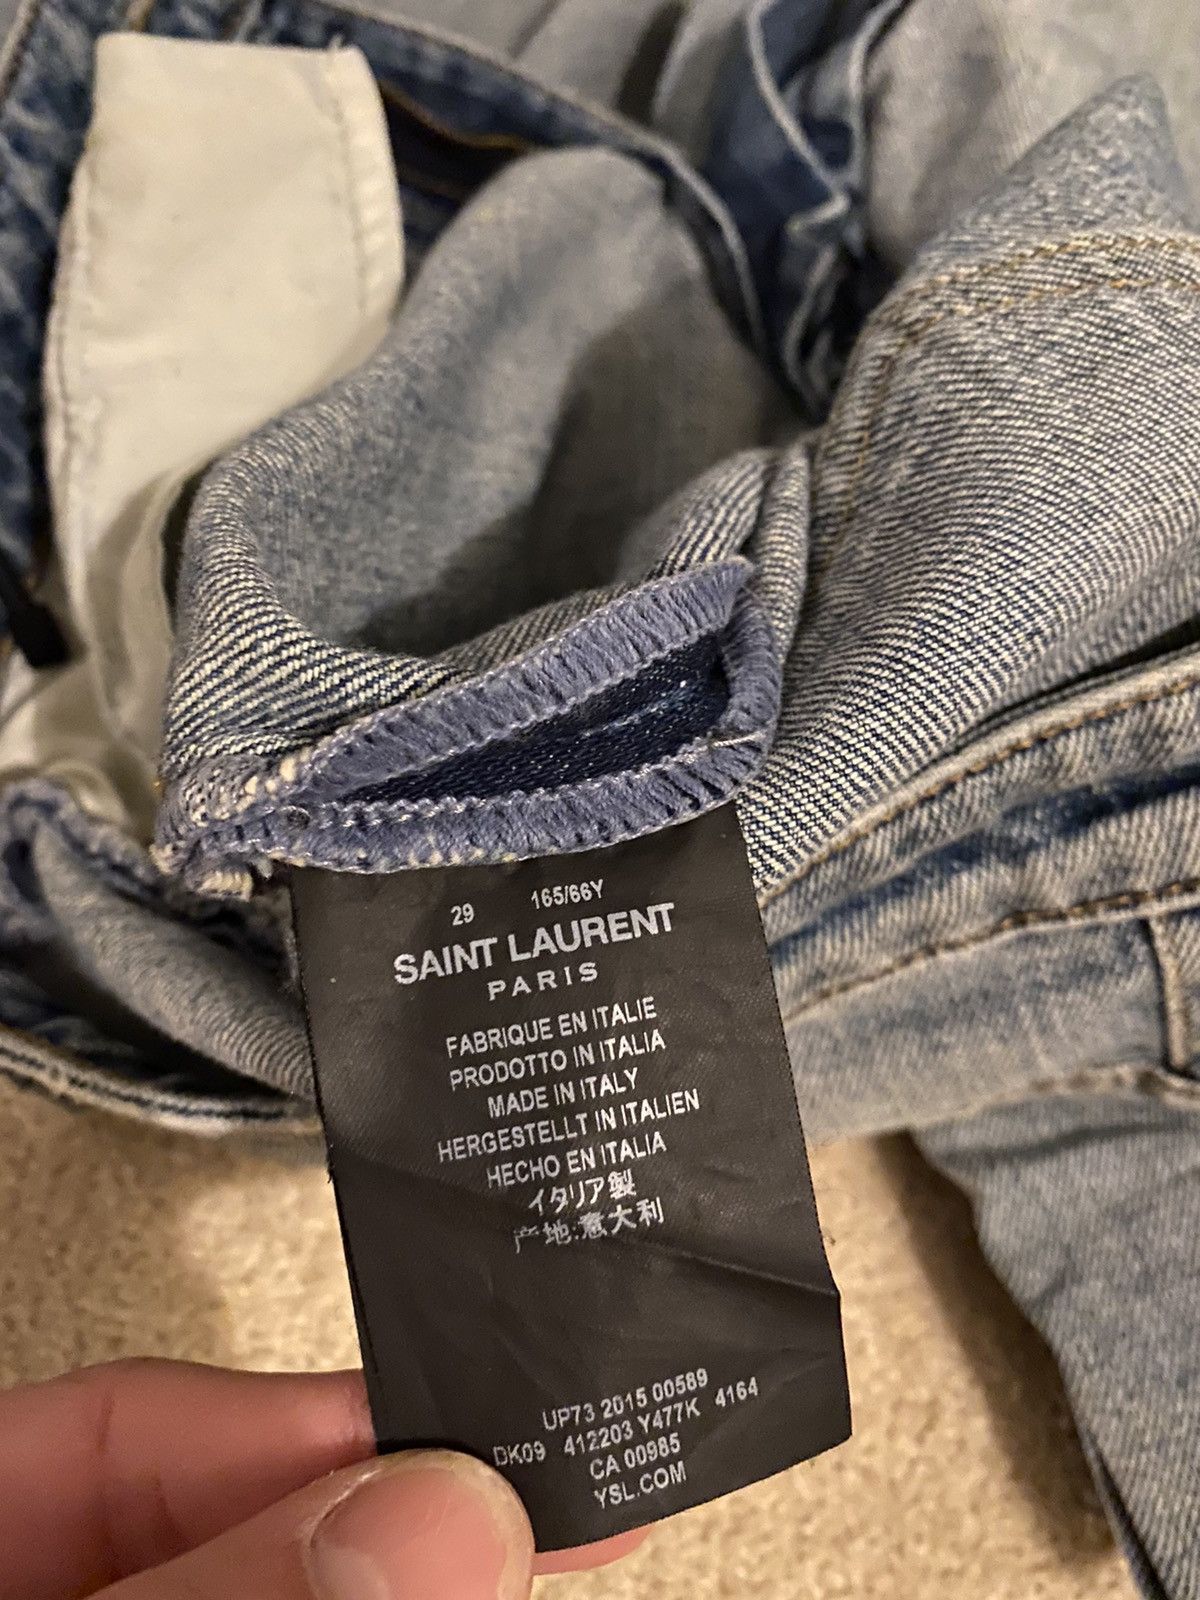 29 165/66Y
SAINT LAURENT
PARIS
FABRIQUE EN ITALIE
PRODOTTO IN ITALIA
MADE IN ITALY
HERGESTELLT IN ITALIEN
HECHO EN ITALIA
イタリア製
产地:意大利
UP73 2015 00589
DK09 412203 Y477K 4164
CA 00985
YSL.COM